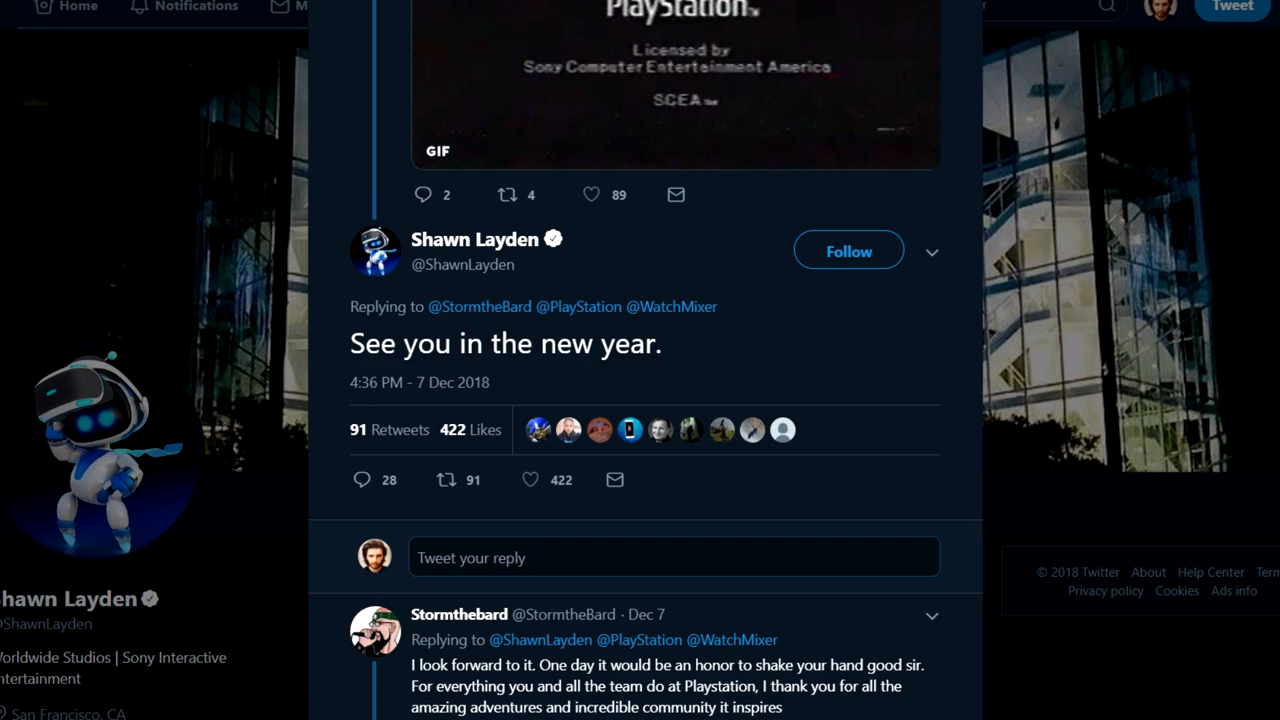 Home
Notifications
M
Tweet
PlayStation™
Licensed by
Sony Computer Entertainment America
SCEA™
GIF
2 4 89
Shawn Layden
@ShawnLayden
Follow
Replying to @StormtheBard @PlayStation @WatchMixer
See you in the new year.
4:36 PM - 7 Dec 2018
91 Retweets 422 Likes
28 91 422
Tweet your reply
Stormthebard @StormtheBard · Dec 7
Replying to @ShawnLayden @PlayStation @WatchMixer
I look forward to it. One day it would be an honor to shake your hand good sir.
For everything you and all the team do at Playstation, I thank you for all the
amazing adventures and incredible community it inspires
hawn Layden
@ShawnLayden
orldwide Studios | Sony Interactive
ntertainment
San Francisco, CA
© 2018 Twitter About Help Center Term
Privacy policy Cookies Ads info